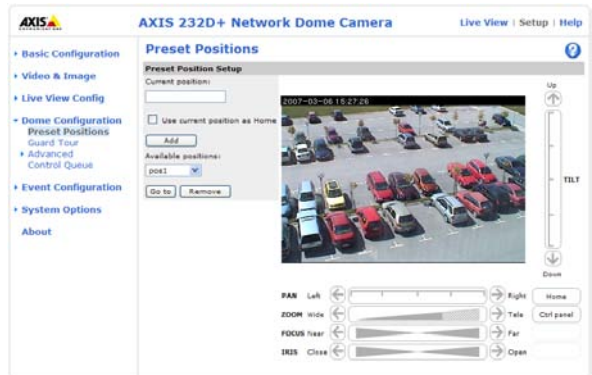 AXIS
COMMUNICATIONS
AXIS 232D+ Network Dome Camera
Live View | Setup | Help
Basic Configuration
Video & Image
Live View Config
Dome Configuration
Preset Positions
Guard Tour
Advanced
Control Queue
Event Configuration
System Options
About
Preset Positions
?
Preset Position Setup
Current position:
Use current position as Home
Add
Available positions:
pos1
Go to
Remove
2007-03-06 15:27:26
Up
TILT
Down
PAN Left Right Home
ZOOM Wide Tele Ctrl panel
FOCUS Near Far
IRIS Close Open